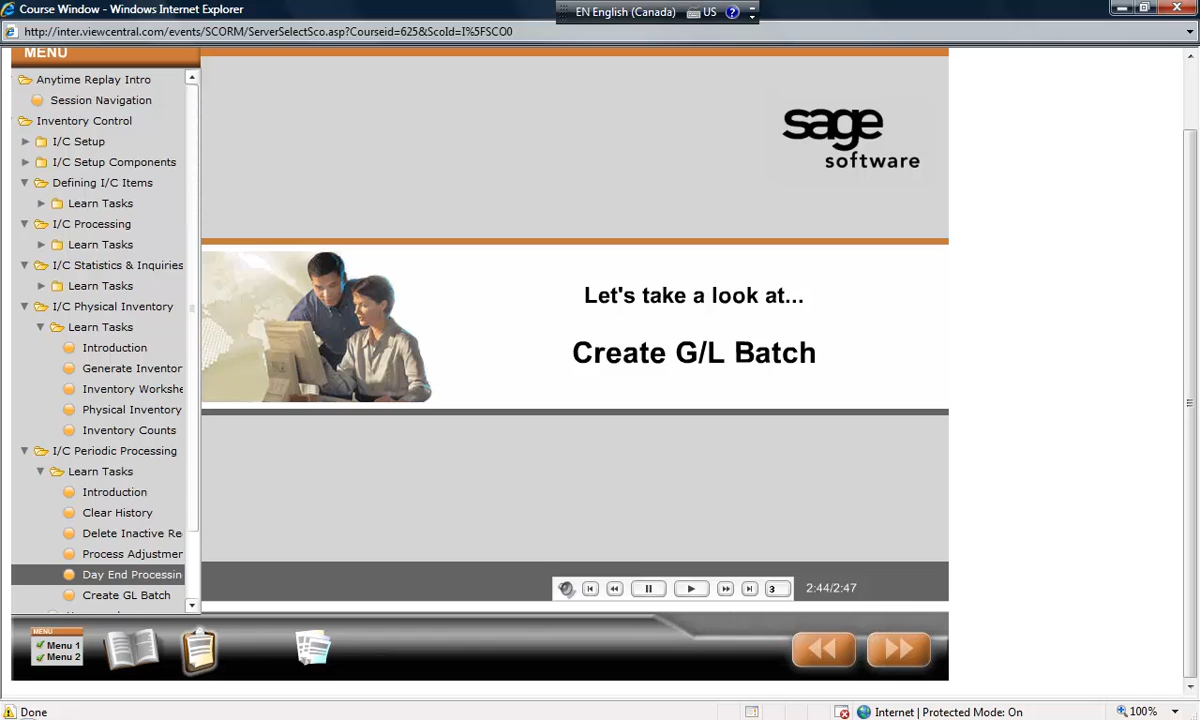 Course Window - Windows Internet Explorer
EN English (Canada) US
http://inter.viewcentral.com/events/SCORM/ServerSelectSco.asp?Courseid=625&ScoId=I%5FSCO0
MENU
Anytime Replay Intro
Session Navigation
Inventory Control
I/C Setup
I/C Setup Components
Defining I/C Items
Learn Tasks
I/C Processing
Learn Tasks
I/C Statistics & Inquiries
Learn Tasks
I/C Physical Inventory
Learn Tasks
Introduction
Generate Inventor
Inventory Workshe
Physical Inventory
Inventory Counts
I/C Periodic Processing
Learn Tasks
Introduction
Clear History
Delete Inactive Re
Process Adjustmer
Day End Processin
Create GL Batch
sage
software
Let's take a look at...
Create G/L Batch
3
2:44/2:47
MENU
Menu 1
Menu 2
Done
Internet | Protected Mode: On
100%